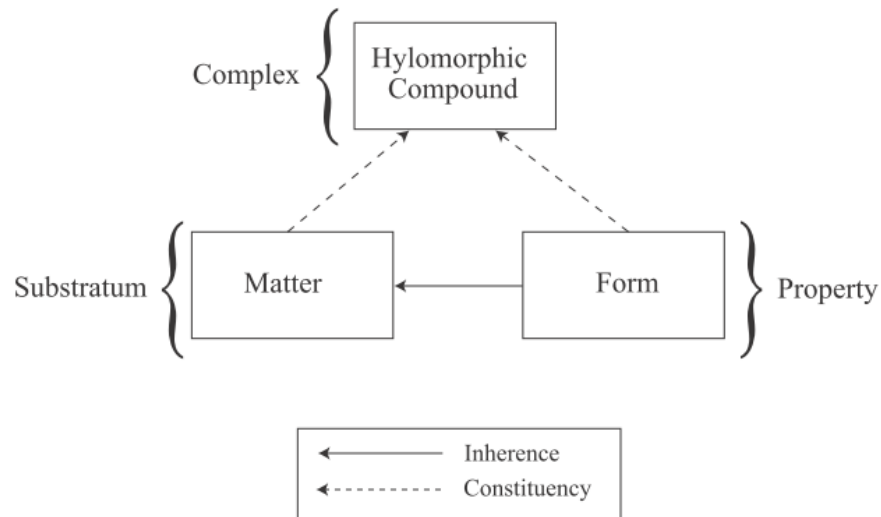 Complex
Hylomorphic
Compound
Substratum
Matter
Form
Property
Inherence
Constituency